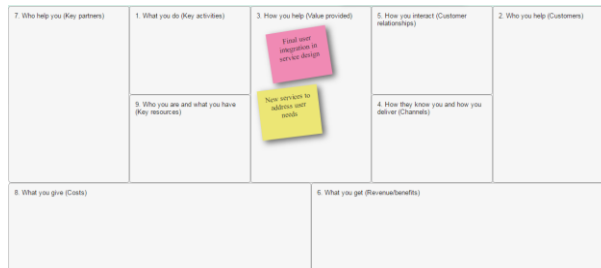 7. Who help you (Key partners)
1. What you do (Key activities)
3. How you help (Value provided)
5. How you interact (Customer
relationships)
2. Who you help (Customers)
Final user
integration in
service design
New services to
address user
needs
9. Who you are and what you have
(Key resources)
4. How they know you and how you
deliver (Channels)
8. What you give (Costs)
6. What you get (Revenue/benefits)